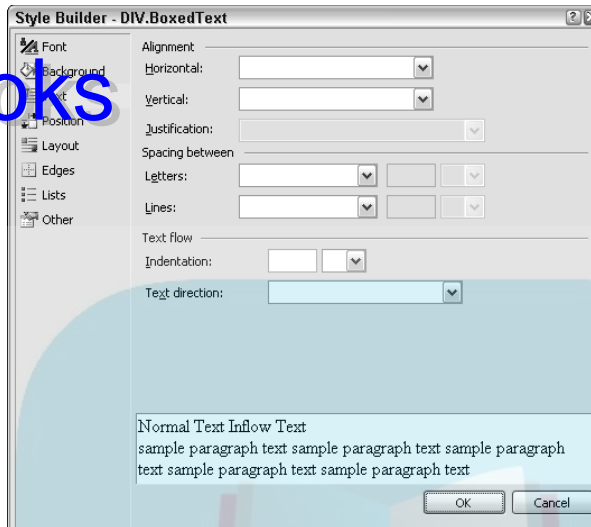 Style Builder - DIV.BoxedText
Font
Background
Text
Position
Layout
Edges
Lists
Other
oks
Alignment
Horizontal:
Vertical:
Justification:
Spacing between
Letters:
Lines:
Text flow
Indentation:
Text direction:
Normal Text Inflow Text
sample paragraph text sample paragraph text sample paragraph
text sample paragraph text sample paragraph text
OK
Cancel